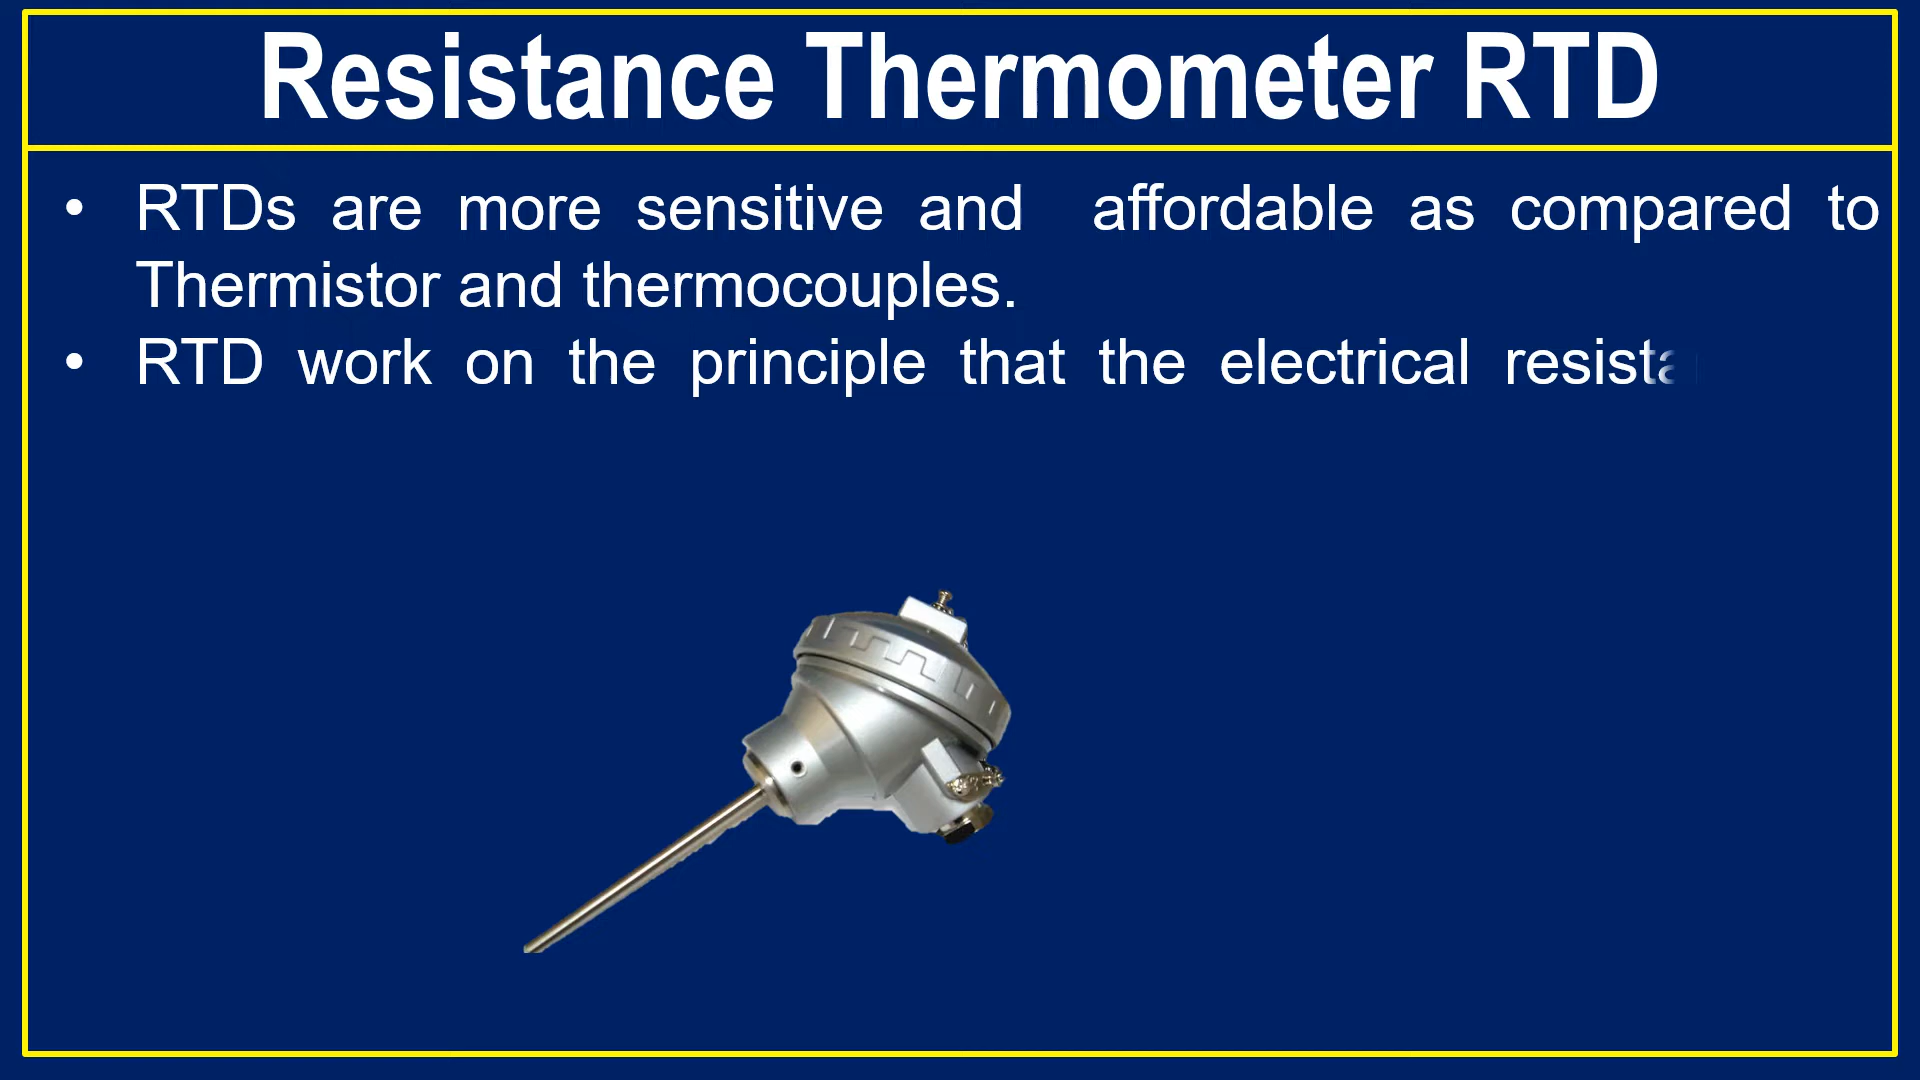 Resistance Thermometer RTD
• RTDs are more sensitive and affordable as compared to
Thermistor and thermocouples.
• RTD work on the principle that the electrical